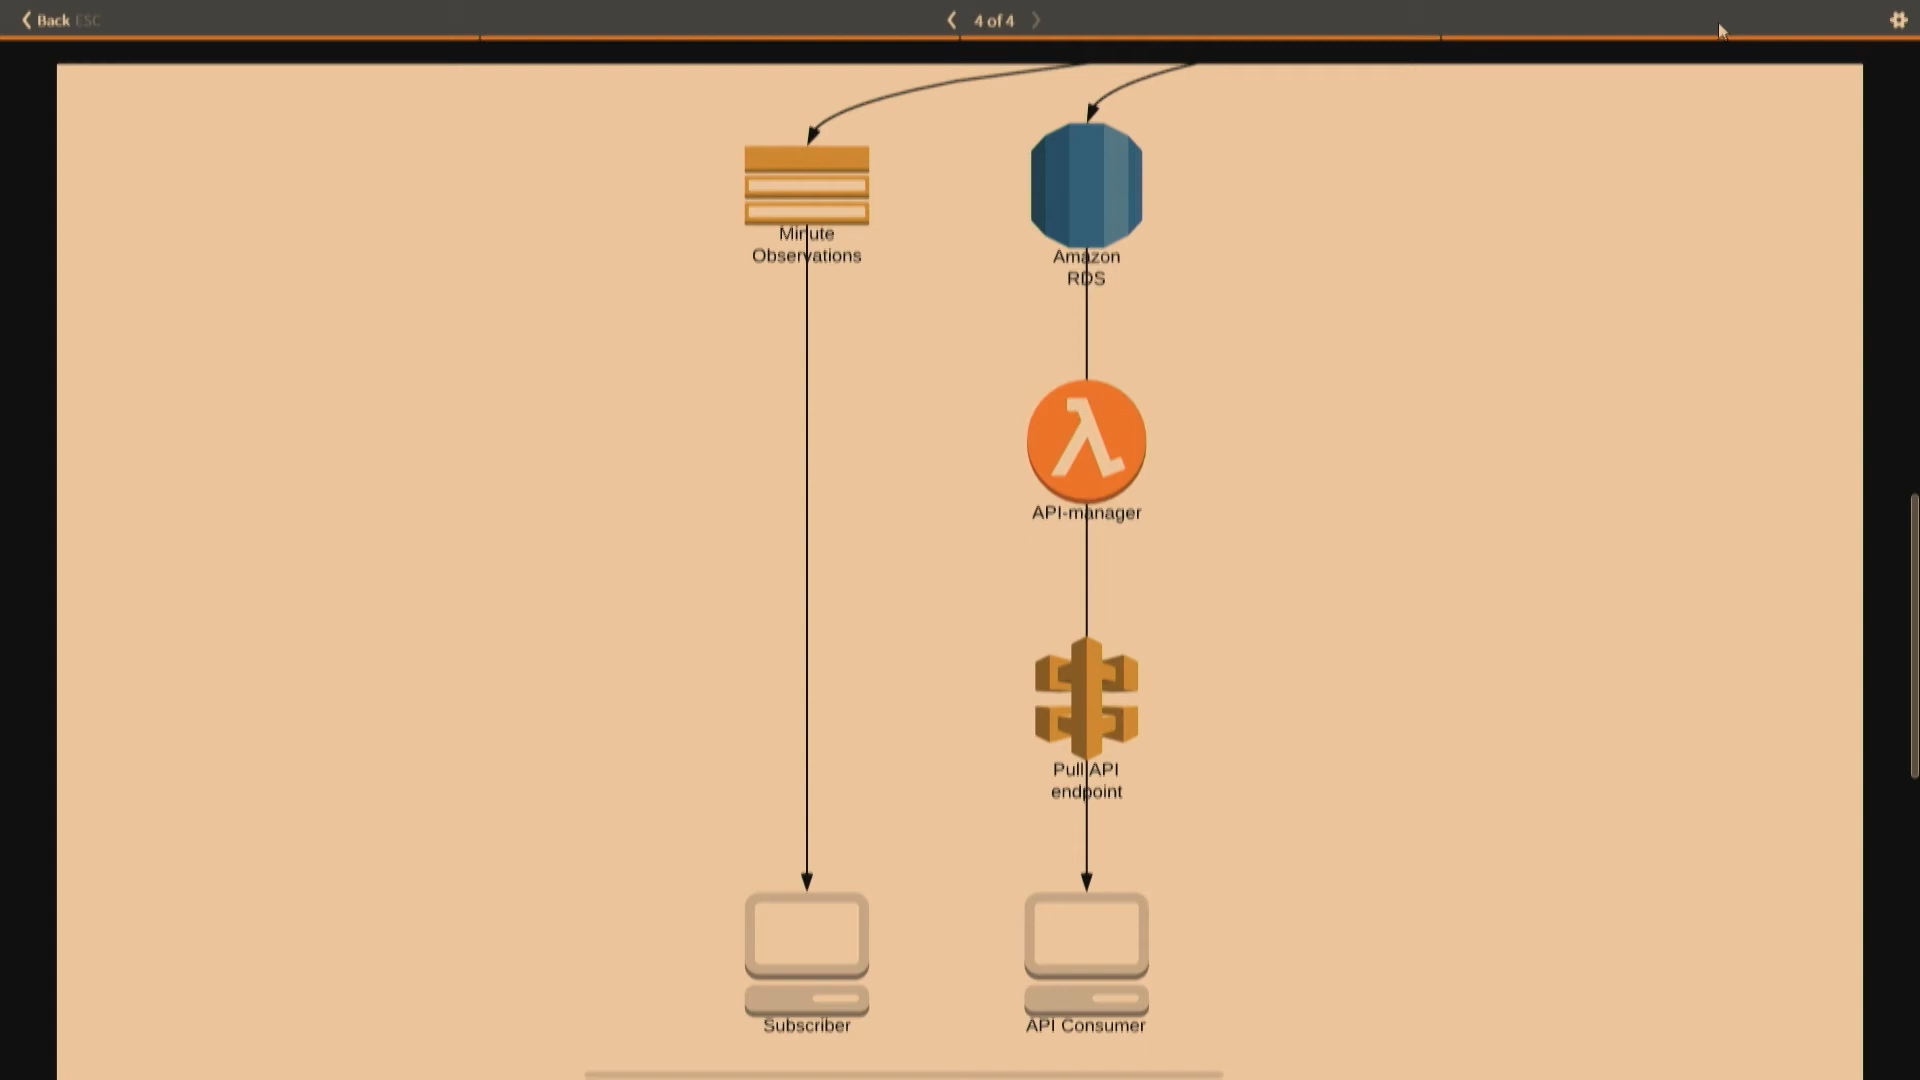 Back ESC
4 of 4
Minute
Observations
Amazon
RDS
API-manager
Pull API
endpoint
Subscriber
API Consumer